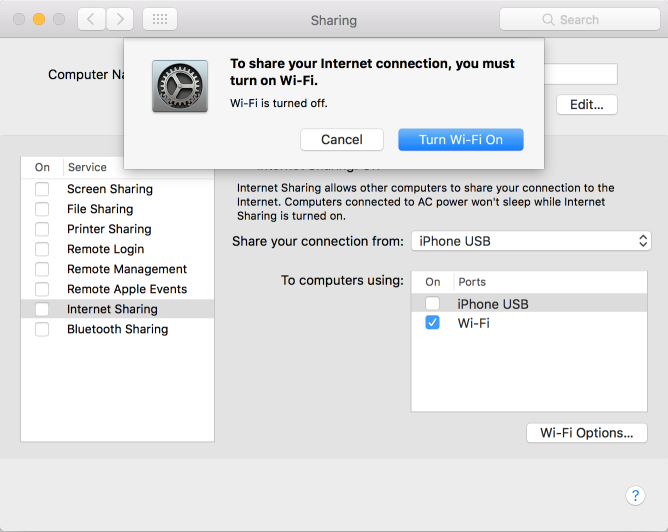 Sharing
Search
To share your Internet connection, you must
turn on Wi-Fi.
Wi-Fi is turned off.
Cancel
Turn Wi-Fi On
Computer Na
Edit...
On Service
Screen Sharing
File Sharing
Printer Sharing
Remote Login
Remote Management
Remote Apple Events
Internet Sharing
Bluetooth Sharing
Internet Sharing allows other computers to share your connection to the
Internet. Computers connected to AC power won't sleep while Internet
Sharing is turned on.
Share your connection from: iPhone USB
To computers using:
On Ports
iPhone USB
Wi-Fi
Wi-Fi Options...
?